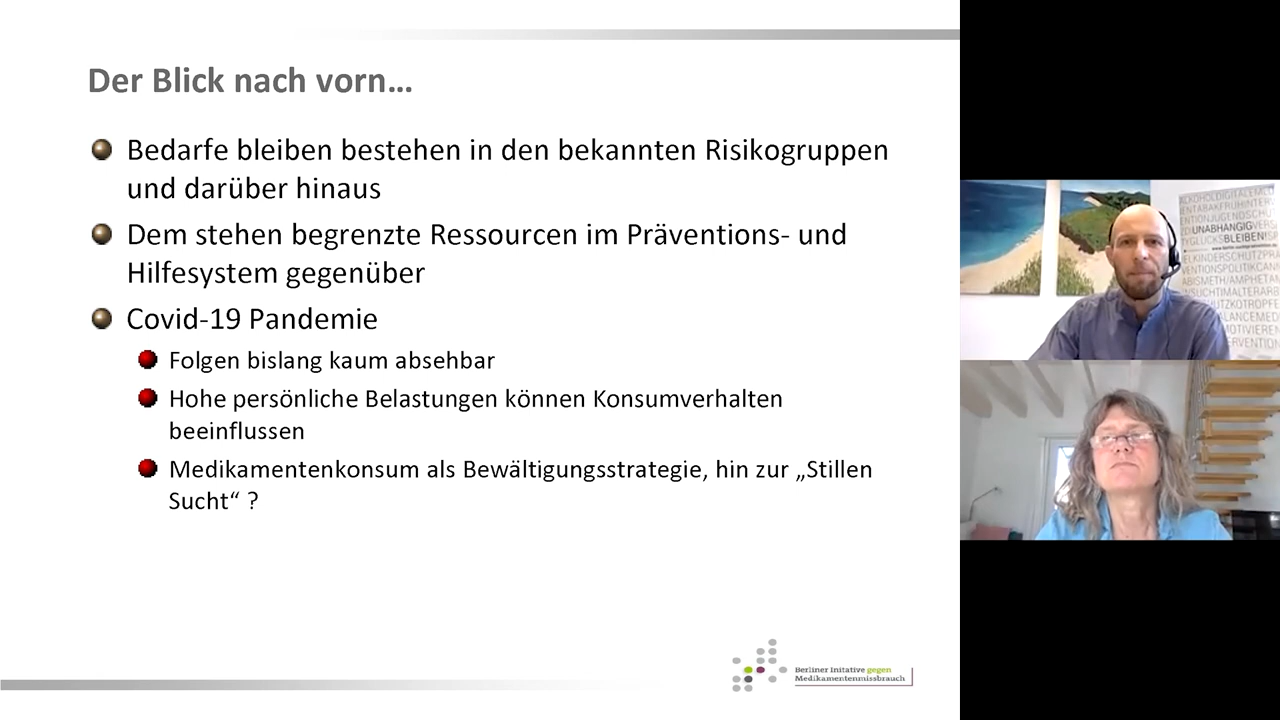 Der Blick nach vorn...
Bedarfe bleiben bestehen in den bekannten Risikogruppen
und darüber hinaus
Dem stehen begrenzte Ressourcen im Präventions- und
Hilfesystem gegenüber
Covid-19 Pandemie
Folgen bislang kaum absehbar
Hohe persönliche Belastungen können Konsumverhalten
beeinflussen
Medikamentenkonsum als Bewältigungsstrategie, hin zur „Stillen
Sucht“ ?
Berliner Initative gegen
Medikamentenmissbrauch
UNABHÄNGIG
BLEIBEN!